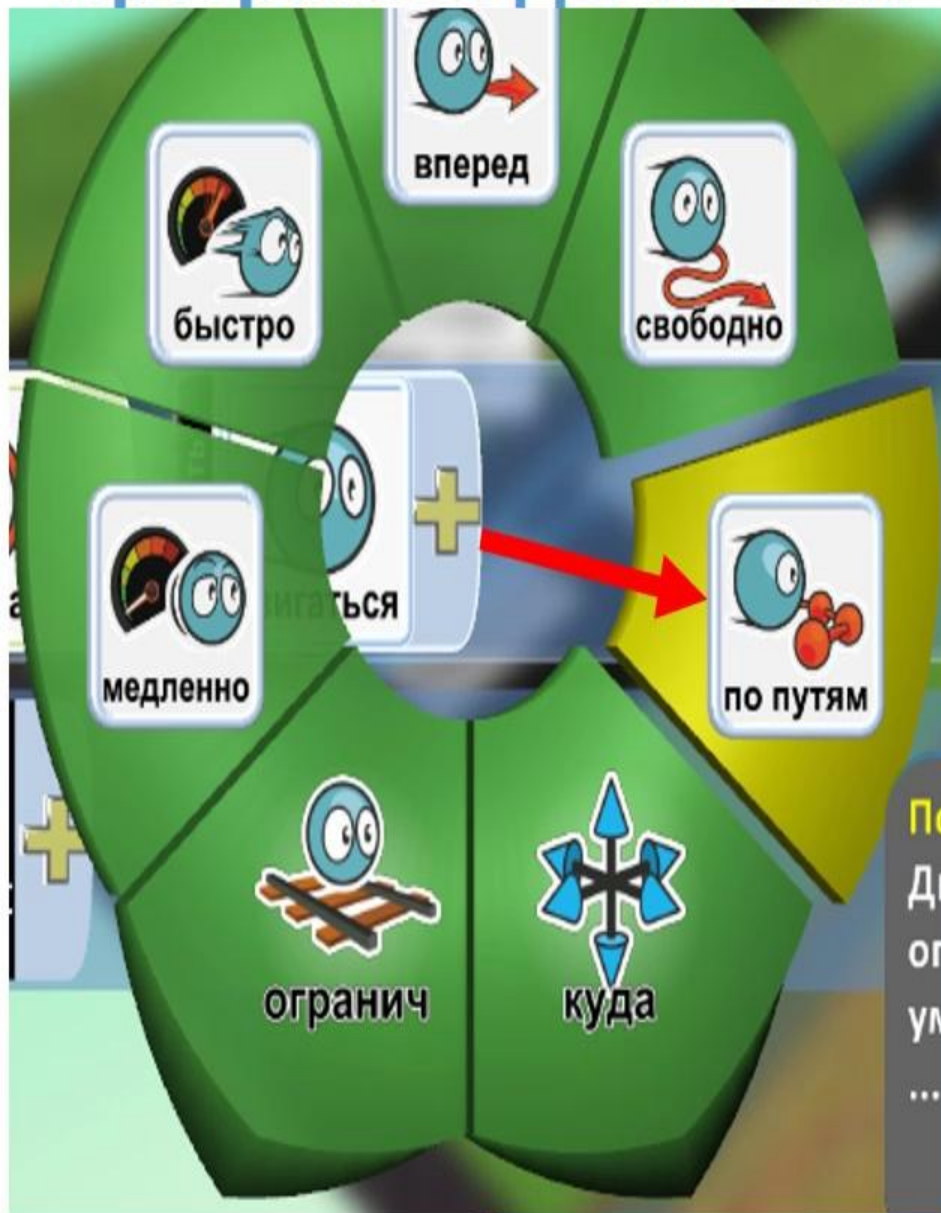 вперед
быстро
свободно
медленно
по путям
огранич
куда